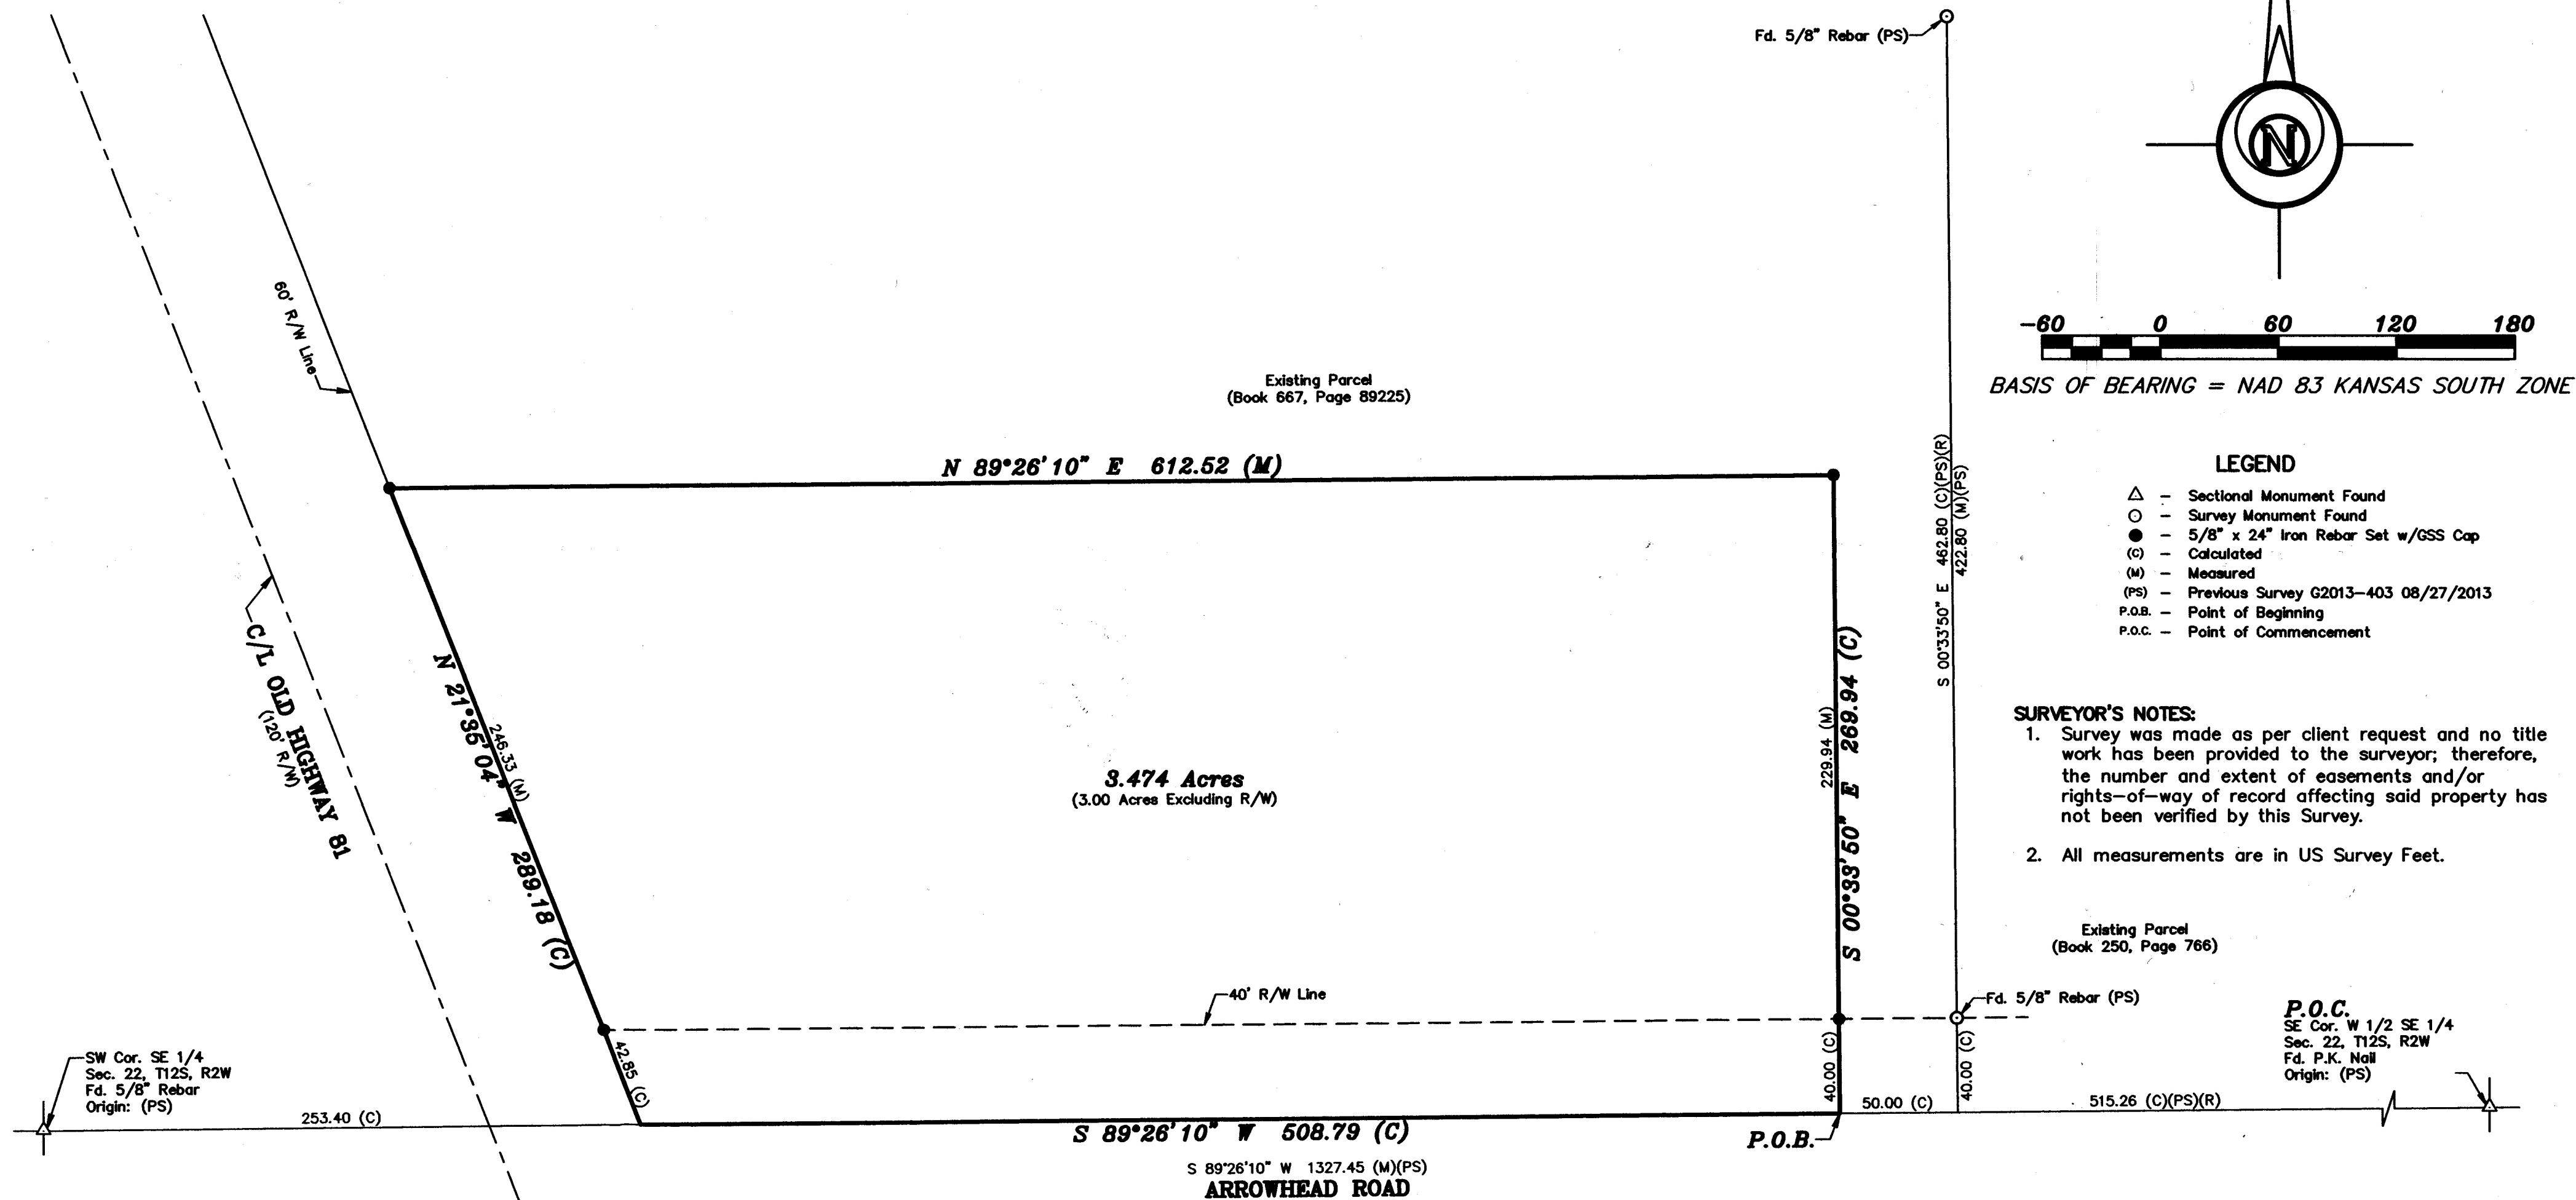 Fd. 5/8" Rebar (PS)
N
60' R/W Line
-60 0 60 120 180
BASIS OF BEARING = NAD 83 KANSAS SOUTH ZONE
Existing Parcel
(Book 667, Page 89225)
N 89°26'10" E 612.52 (M)
S 00°33'50" E 462.80 (C)(PS)(R)
422.80 (M)(PS)
LEGEND
△ – Sectional Monument Found
⊙ – Survey Monument Found
● – 5/8" x 24" Iron Rebar Set w/GSS Cap
(C) – Calculated
(M) – Measured
(PS) – Previous Survey G2013-403 08/27/2013
P.O.B. – Point of Beginning
P.O.C. – Point of Commencement
C/L OLD HIGHWAY 81
(120' R/W)
N 21°35'04" W 289.18 (C)
246.33 (M)
3.474 Acres
(3.00 Acres Excluding R/W)
229.94 (M)
S 00°33'50" E 269.94 (C)
SURVEYOR'S NOTES:
1. Survey was made as per client request and no title
work has been provided to the surveyor; therefore,
the number and extent of easements and/or
rights-of-way of record affecting said property has
not been verified by this Survey.
2. All measurements are in US Survey Feet.
Existing Parcel
(Book 250, Page 766)
40' R/W Line
Fd. 5/8" Rebar (PS)
P.O.C.
SE Cor. W 1/2 SE 1/4
Sec. 22, T12S, R2W
Fd. P.K. Nail
Origin: (PS)
SW Cor. SE 1/4
Sec. 22, T12S, R2W
Fd. 5/8" Rebar
Origin: (PS)
42.85 (C)
40.00 (C)
40.00 (C)
253.40 (C)
50.00 (C)
515.26 (C)(PS)(R)
S 89°26'10" W 508.79 (C)
P.O.B.
S 89°26'10" W 1327.45 (M)(PS)
ARROWHEAD ROAD